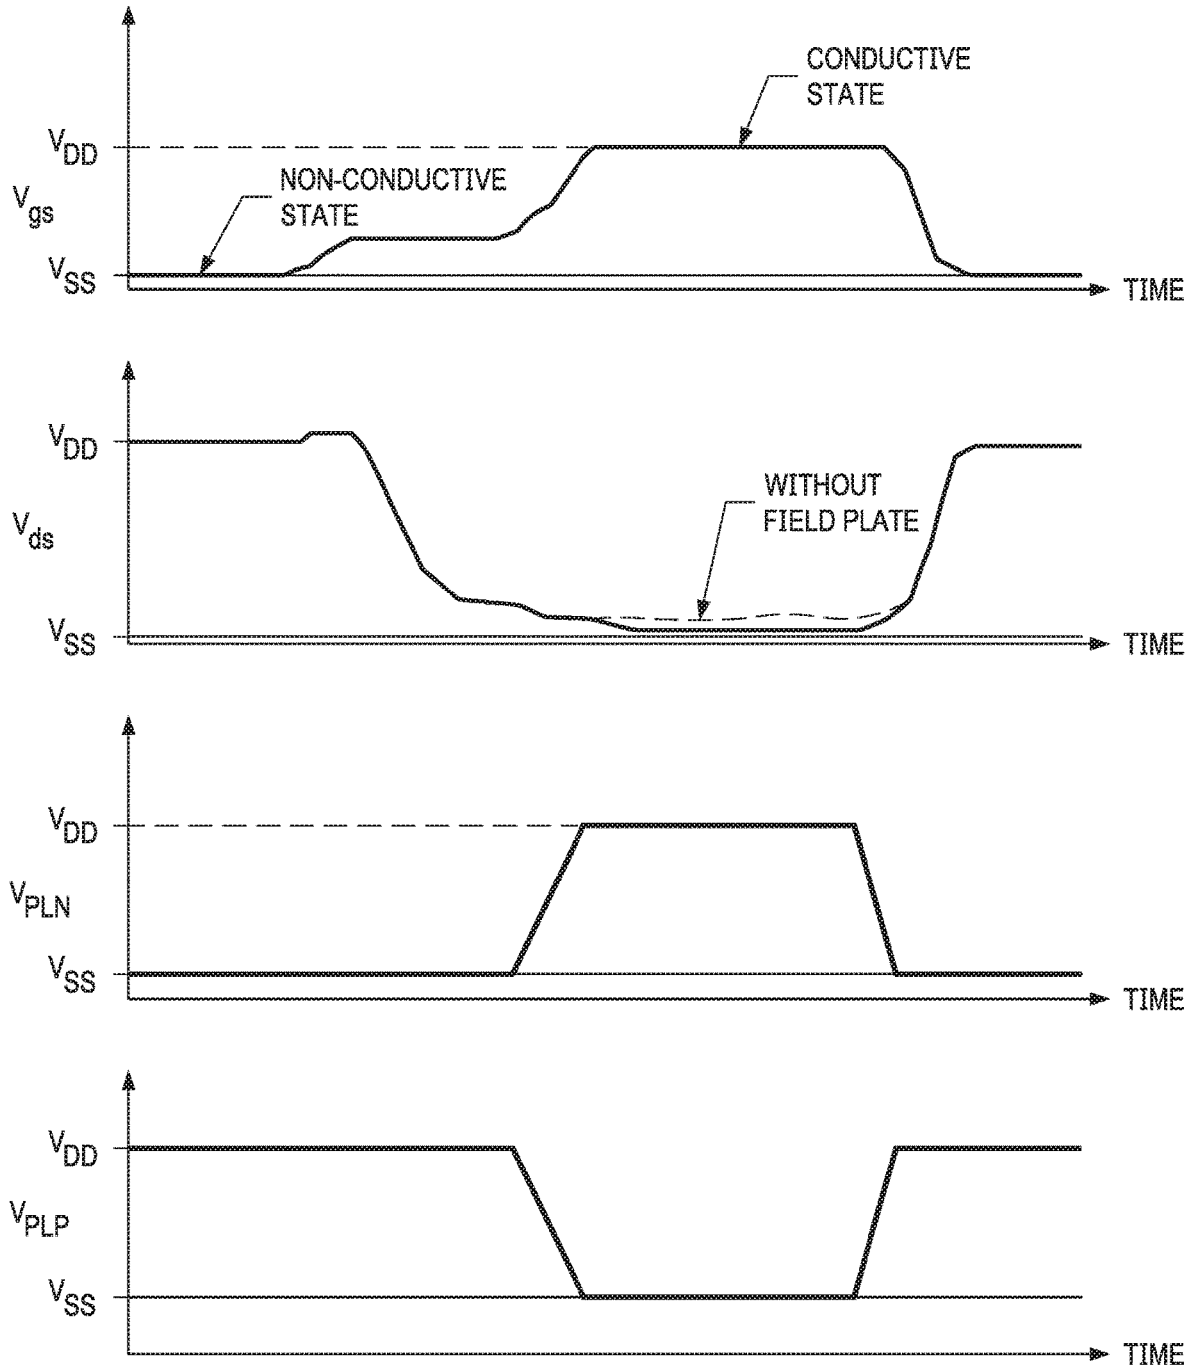 CONDUCTIVE
STATE
V_DD
NON-CONDUCTIVE
STATE
V_gs
V_SS
TIME
V_DD
WITHOUT
FIELD PLATE
V_ds
V_SS
TIME
V_DD
V_PLN
V_SS
TIME
V_DD
V_PLP
V_SS
TIME